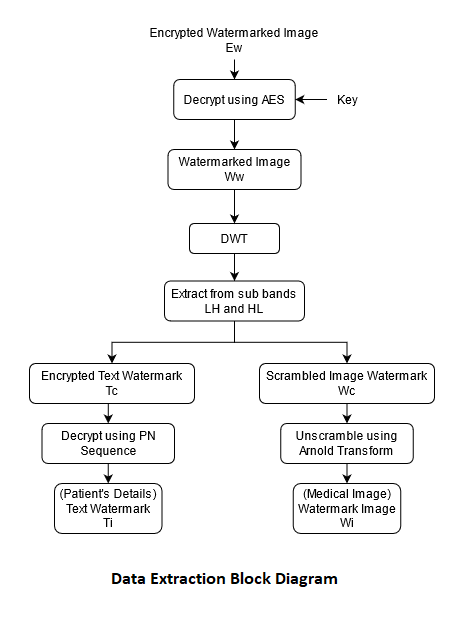 Encrypted Watermarked Image
Ew
Decrypt using AES
Key
Watermarked Image
Ww
DWT
Extract from sub bands
LH and HL
Encrypted Text Watermark
Tc
Scrambled Image Watermark
Wc
Decrypt using PN
Sequence
Unscramble using
Arnold Transform
(Patient's Details)
Text Watermark
Ti
(Medical Image)
Watermark Image
Wi
Data Extraction Block Diagram